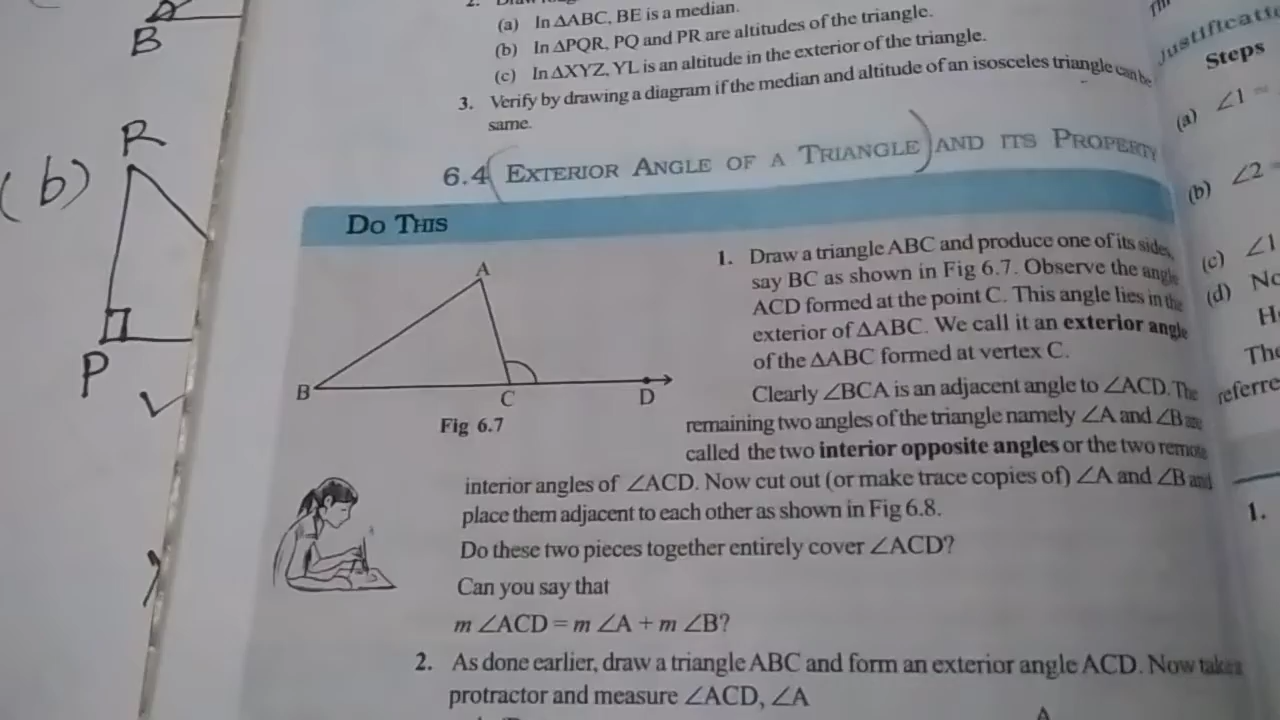 B
(b)
R
P
(a) In ΔABC, BE is a median.
(b) In ΔPQR, PQ and PR are altitudes of the triangle.
(c) In ΔXYZ, YL is an altitude in the exterior of the triangle.
3. Verify by drawing a diagram if the median and altitude of an isosceles triangle can be
same.
6.4 EXTERIOR ANGLE OF A TRIANGLE AND ITS PROPERTY
DO THIS
A
B
C
D
Fig 6.7
1. Draw a triangle ABC and produce one of its sides,
say BC as shown in Fig 6.7. Observe the angle
ACD formed at the point C. This angle lies in the
exterior of ΔABC. We call it an exterior angle
of the ΔABC formed at vertex C.
Clearly ∠BCA is an adjacent angle to ∠ACD. The
remaining two angles of the triangle namely ∠A and ∠B are
called the two interior opposite angles or the two remote
interior angles of ∠ACD. Now cut out (or make trace copies of) ∠A and ∠B and
place them adjacent to each other as shown in Fig 6.8.
Do these two pieces together entirely cover ∠ACD?
Can you say that
m ∠ACD = m ∠A + m ∠B?
2. As done earlier, draw a triangle ABC and form an exterior angle ACD. Now take a
protractor and measure ∠ACD, ∠A
A
Steps
(a) ∠1 =
(b) ∠2 =
(c) ∠1
(d)
1.